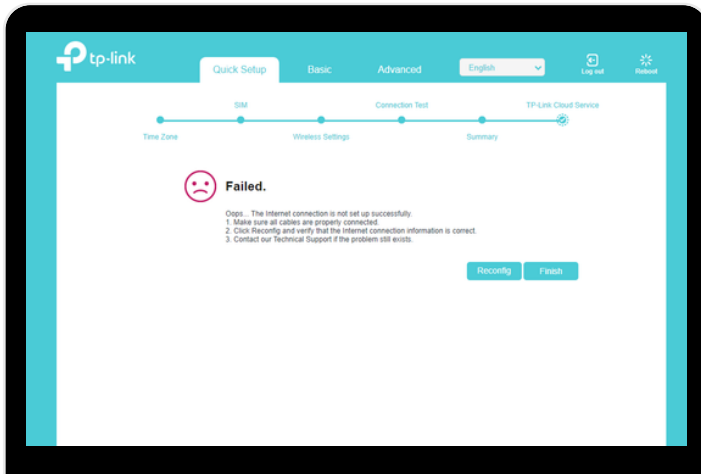 tp-link
Quick Setup
Basic
Advanced
English
Log out
Reboot
SIM
Connection Test
TP-Link Cloud Service
Time Zone
Wireless Settings
Summary
Failed.
Oops... The Internet connection is not set up successfully.
1. Make sure all cables are properly connected.
2. Click Reconfig and verify that the Internet connection information is correct.
3. Contact our Technical Support if the problem still exists.
Reconfig
Finish